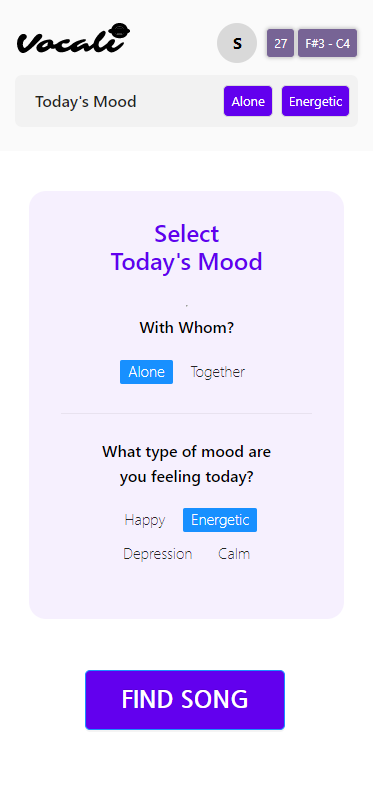 Vocali
S 27 F#3 - C4
Today's Mood Alone Energetic
Select
Today's Mood
.
With Whom?
Alone Together
What type of mood are
you feeling today?
Happy Energetic
Depression Calm
FIND SONG